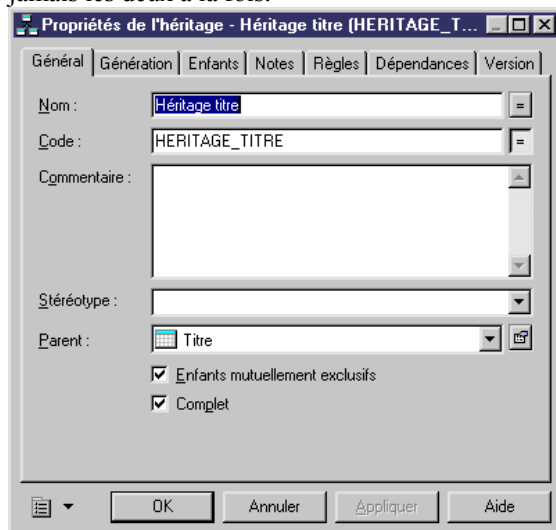 jamais les deux à la fois.
Propriétés de l'héritage - Héritage titre (HERITAGE_T...
Général Génération Enfants Notes Règles Dépendances Version
Nom : Héritage titre =
Code : HERITAGE_TITRE =
Commentaire :
Stéréotype :
Parent : Titre
Enfants mutuellement exclusifs
Complet
OK Annuler Appliquer Aide